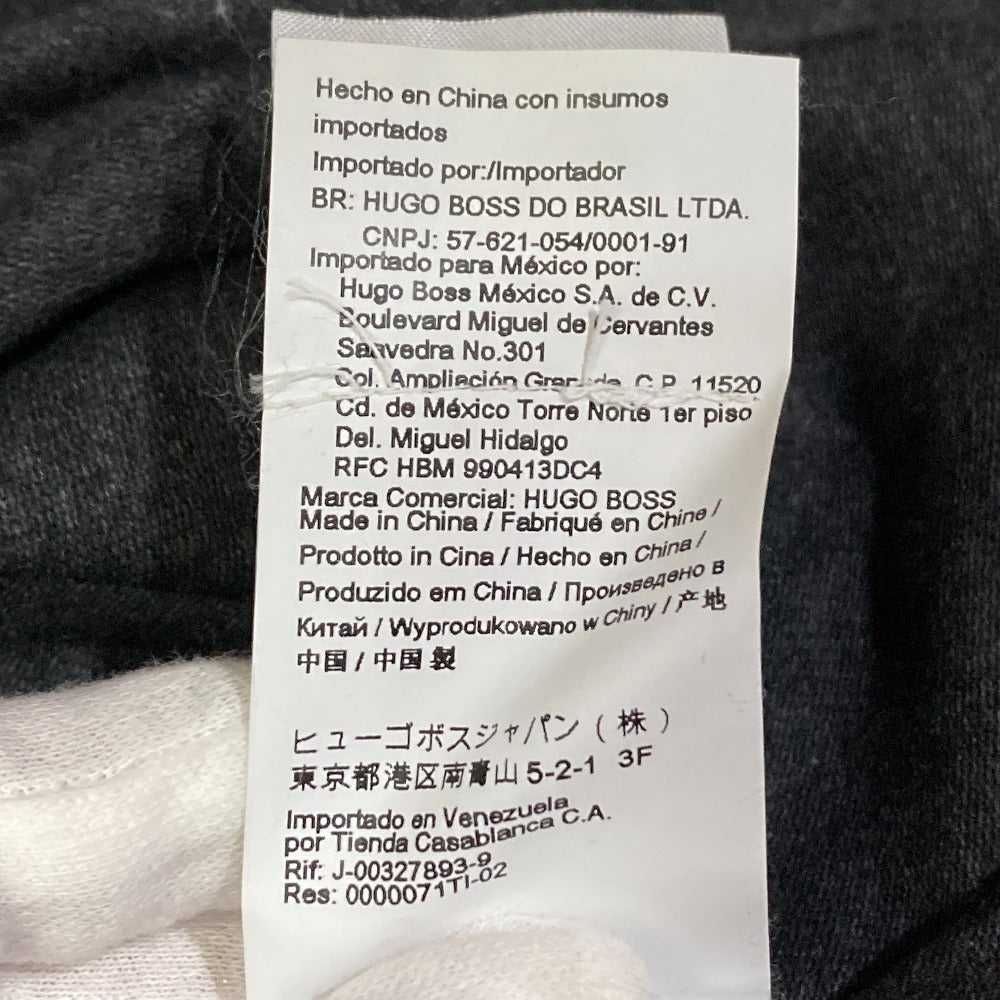 Hecho en China con insumos
importados
Importado por:/Importador
BR: HUGO BOSS DO BRASIL LTDA.
CNPJ: 57-621-054/0001-91
Importado para México por:
Hugo Boss México S.A. de C.V.
Boulevard Miguel de Cervantes
Saavedra No.301
Col. Ampliación Granada C.P. 11520
Cd. de México Torre Norte 1er piso
Del. Miguel Hidalgo
RFC HBM 990413DC4
Marca Comercial: HUGO BOSS
Made in China / Fabriqué en Chine /
Prodotto in Cina / Hecho en China /
Produzido em China / Произведено в
Китай / Wyprodukowano w Chiny / 产地
中国 / 中国 製
ヒューゴボスジャパン ( 株 )
東京都港区南青山 5-2-1 3F
Importado en Venezuela
por Tienda Casablanca C.A.
Rif: J-00327893-9
Res: 0000071TI-02